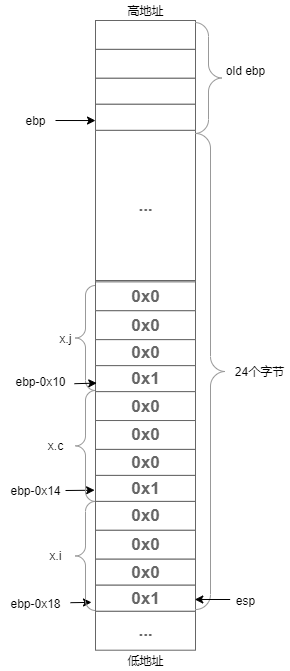 高地址
old ebp
ebp
...
0x0
0x0
x.j
0x0
24个字节
ebp-0x10
0x1
0x0
0x0
x.c
0x0
ebp-0x14
0x1
0x0
0x0
x.i
0x0
ebp-0x18
0x1
esp
...
低地址